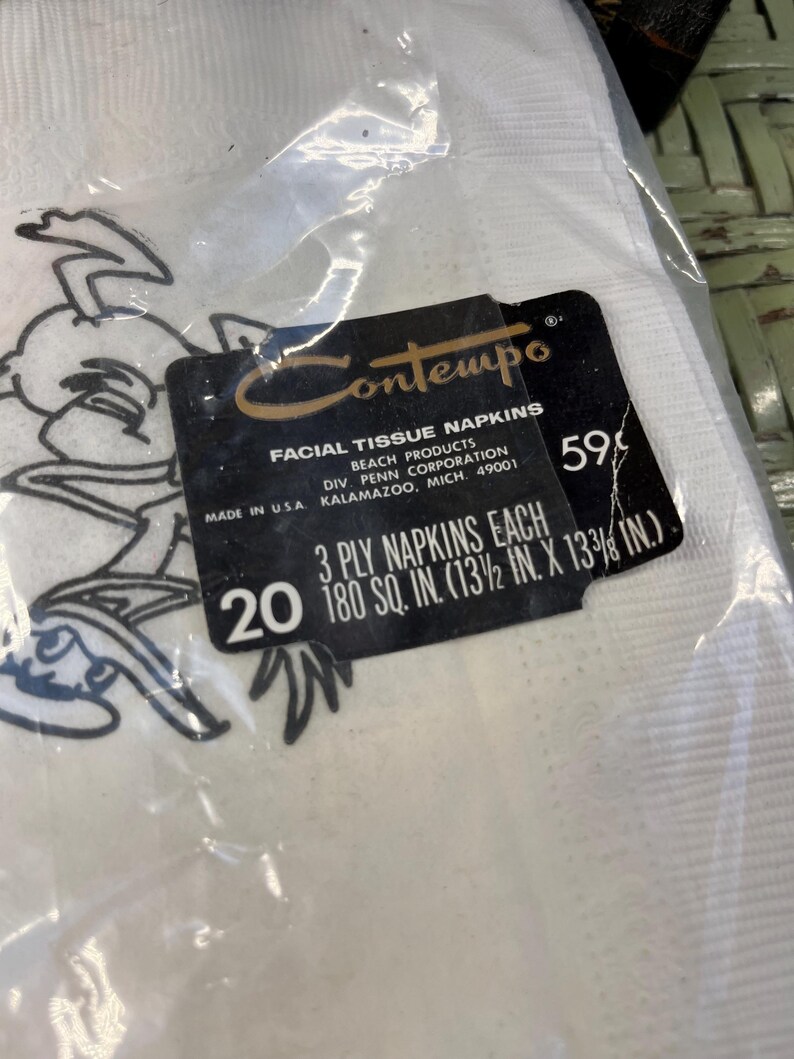 Contempo ®
FACIAL TISSUE NAPKINS
BEACH PRODUCTS
DIV. PENN CORPORATION
MADE IN U.S.A. KALAMAZOO, MICH. 49001
59¢
20
3 PLY NAPKINS EACH
180 SQ. IN. (13½ IN. X 13⅜ IN.)